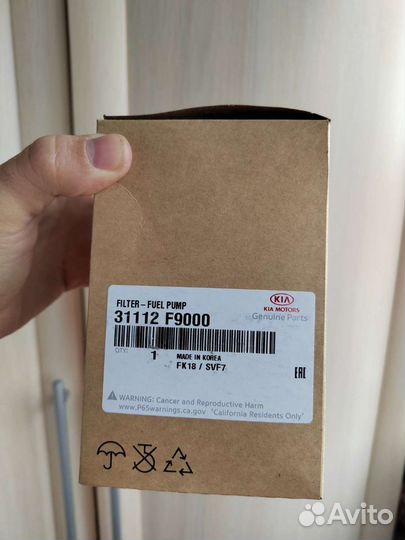 FILTER-FUEL PUMP
31112 F9000
KIA
KIA MOTORS
Genuine Parts
QTY: 1
MADE IN KOREA
FK18 / SVF7
EAC
WARNING: Cancer and Reproductive Harm
www.P65warnings.ca.gov "California Residents Only"
Avito